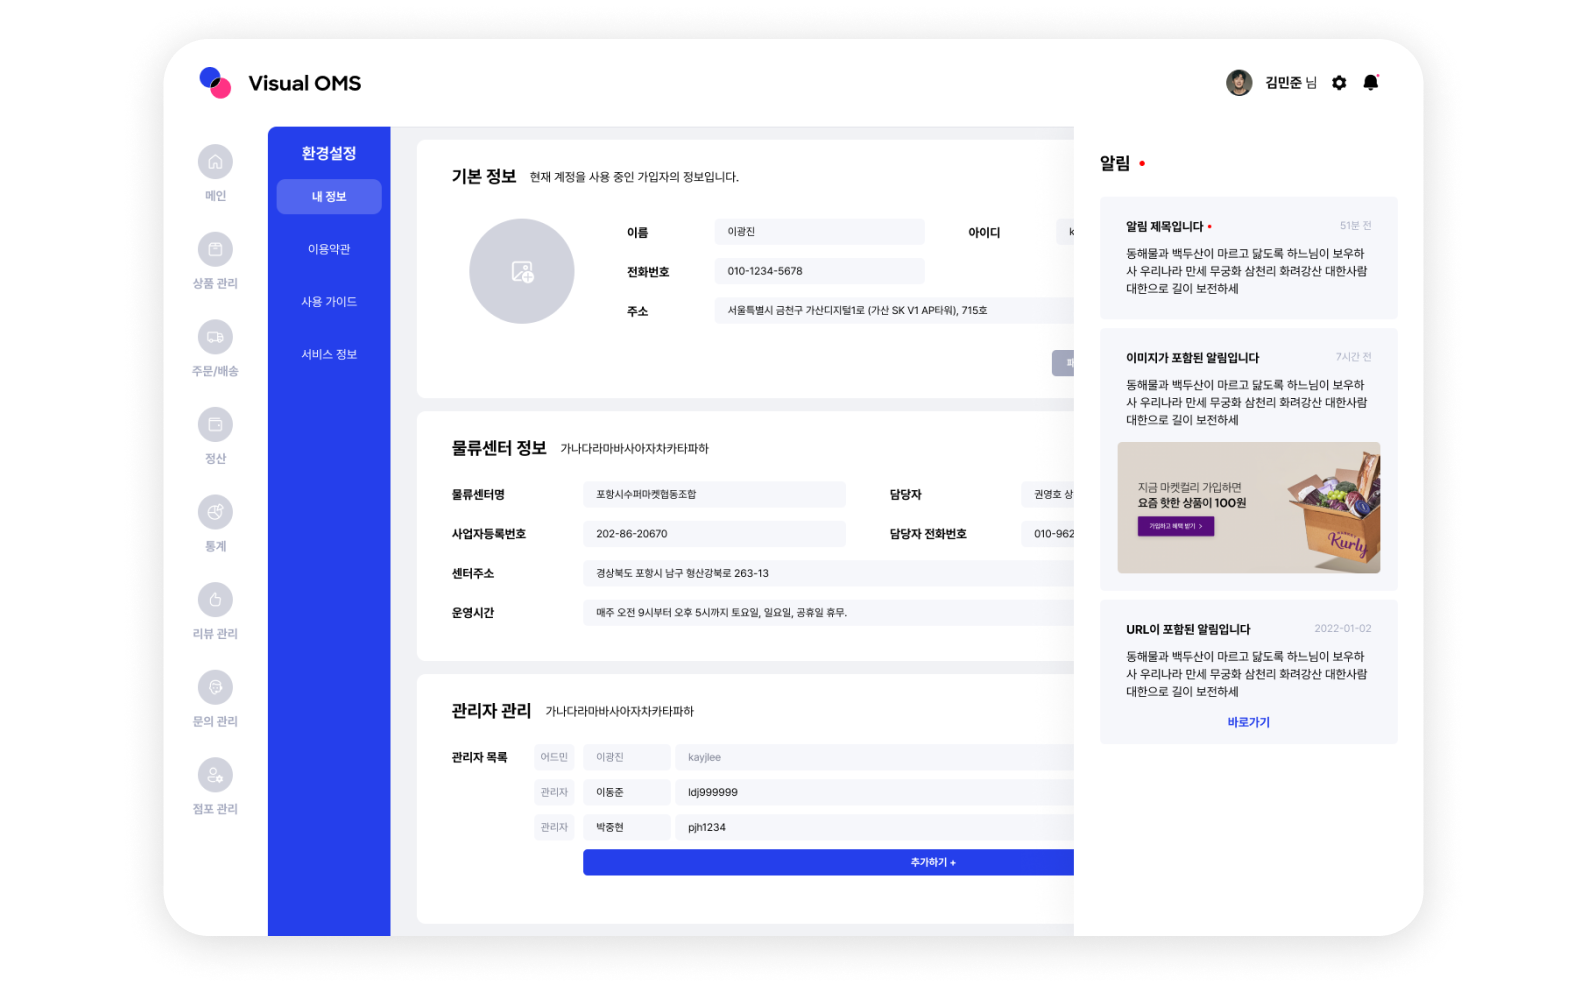 Visual OMS
김민준 님
메인
상품 관리
주문/배송
정산
통계
리뷰 관리
문의 관리
점포 관리
환경설정
내 정보
이용약관
사용 가이드
서비스 정보
기본 정보 현재 계정을 사용 중인 가입자의 정보입니다.
이름 이광진 아이디 k
전화번호 010-1234-5678
주소 서울특별시 금천구 가산디지털1로 (가산 SK V1 AP타워), 715호
물류센터 정보 가나다라마바사아자차카타파하
물류센터명 포항시수퍼마켓협동조합 담당자 권영호 상
사업자등록번호 202-86-20670 담당자 전화번호 010-962
센터주소 경상북도 포항시 남구 형산강북로 263-13
운영시간 매주 오전 9시부터 오후 5시까지 토요일, 일요일, 공휴일 휴무.
관리자 관리 가나다라마바사아자차카타파하
관리자 목록 어드민 이광진 kayjlee
관리자 이동준 ldj999999
관리자 박중현 pjh1234
추가하기 +
알림
알림 제목입니다 51분 전
동해물과 백두산이 마르고 닳도록 하느님이 보우하
사 우리나라 만세 무궁화 삼천리 화려강산 대한사람
대한으로 길이 보전하세
이미지가 포함된 알림입니다 7시간 전
동해물과 백두산이 마르고 닳도록 하느님이 보우하
사 우리나라 만세 무궁화 삼천리 화려강산 대한사람
대한으로 길이 보전하세
지금 마켓컬리 가입하면
요즘 핫한 상품이 100원
가입하고 혜택 받기 >
Kurly
URL이 포함된 알림입니다 2022-01-02
동해물과 백두산이 마르고 닳도록 하느님이 보우하
사 우리나라 만세 무궁화 삼천리 화려강산 대한사람
대한으로 길이 보전하세
바로가기